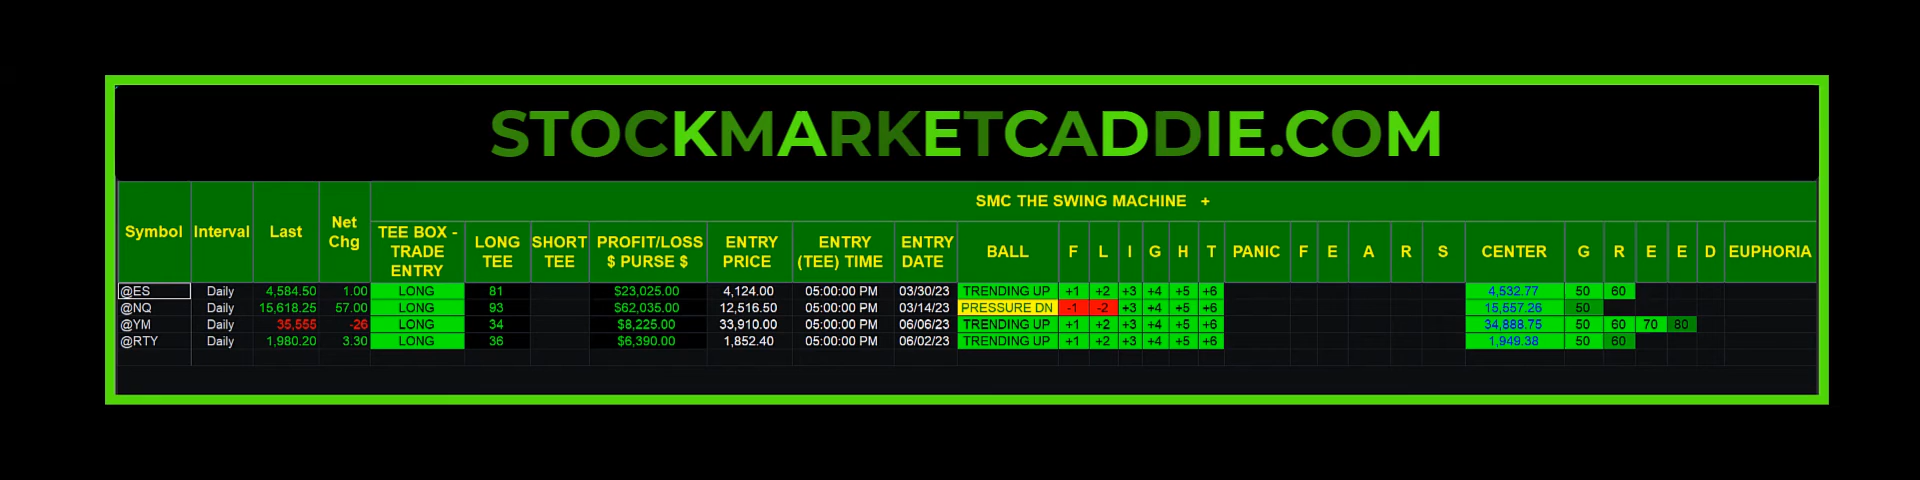 STOCKMARKETCADDIE.COM
SMC THE SWING MACHINE +
Symbol Interval Last Net Chg TEE BOX - TRADE ENTRY LONG TEE SHORT TEE PROFIT/LOSS $ PURSE $ ENTRY PRICE ENTRY (TEE) TIME ENTRY DATE BALL F L I G H T PANIC F E A R S CENTER G R E E D EUPHORIA
@ES Daily 4,584.50 1.00 LONG 81 $23,025.00 4,124.00 05:00:00 PM 03/30/23 TRENDING UP +1 +2 +3 +4 +5 +6 4,532.77 50 60
@NQ Daily 15,618.25 57.00 LONG 93 $62,035.00 12,516.50 05:00:00 PM 03/14/23 PRESSURE DN -1 -2 +3 +4 +5 +6 15,557.26 50
@YM Daily 35,555 -26 LONG 34 $8,225.00 33,910.00 05:00:00 PM 06/06/23 TRENDING UP +1 +2 +3 +4 +5 +6 34,888.75 50 60 70 80
@RTY Daily 1,980.20 3.30 LONG 36 $6,390.00 1,852.40 05:00:00 PM 06/02/23 TRENDING UP +1 +2 +3 +4 +5 +6 1,949.38 50 60